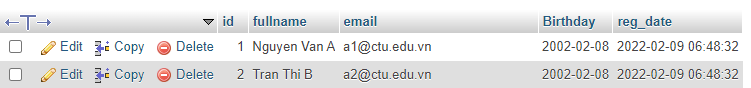 id fullname email Birthday reg_date
Edit Copy Delete 1 Nguyen Van A a1@ctu.edu.vn 2002-02-08 2022-02-09 06:48:32
Edit Copy Delete 2 Tran Thi B a2@ctu.edu.vn 2002-02-08 2022-02-09 06:48:32